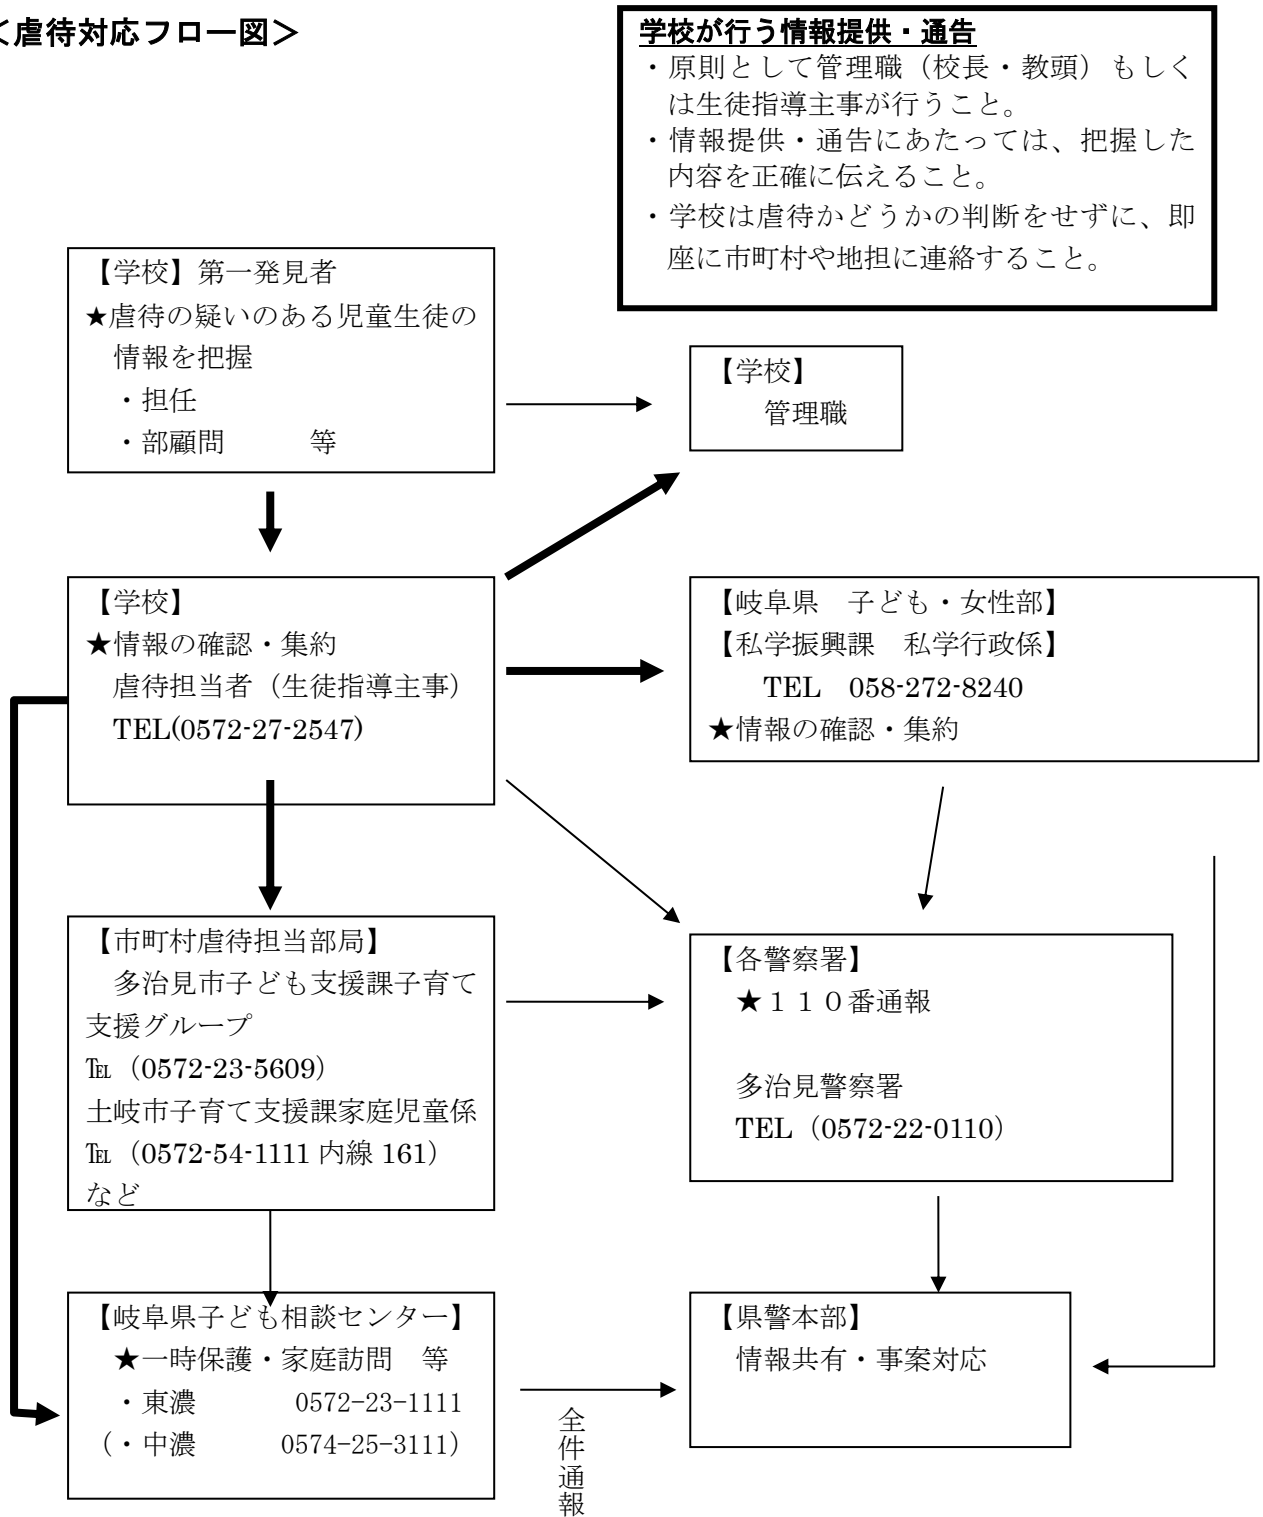 ＜虐待対応フロー図＞
学校が行う情報提供・通告
・原則として管理職（校長・教頭）もしく
は生徒指導主事が行うこと。
・情報提供・通告にあたっては、把握した
内容を正確に伝えること。
・学校は虐待かどうかの判断をせずに、即
座に市町村や地担に連絡すること。
【学校】第一発見者
★虐待の疑いのある児童生徒の
情報を把握
・担任
・部顧問　　　等
【学校】
管理職
【学校】
★情報の確認・集約
虐待担当者（生徒指導主事）
TEL(0572-27-2547)
【岐阜県　子ども・女性部】
【私学振興課　私学行政係】
TEL　058-272-8240
★情報の確認・集約
【市町村虐待担当部局】
多治見市子ども支援課子育て
支援グループ
℡（0572-23-5609）
土岐市子育て支援課家庭児童係
℡（0572-54-1111 内線 161）
など
【各警察署】
★１１０番通報
多治見警察署
TEL（0572-22-0110）
【岐阜県子ども相談センター】
★一時保護・家庭訪問　等
・東濃　　　0572-23-1111
（・中濃　　　0574-25-3111）
全件通報
【県警本部】
情報共有・事案対応